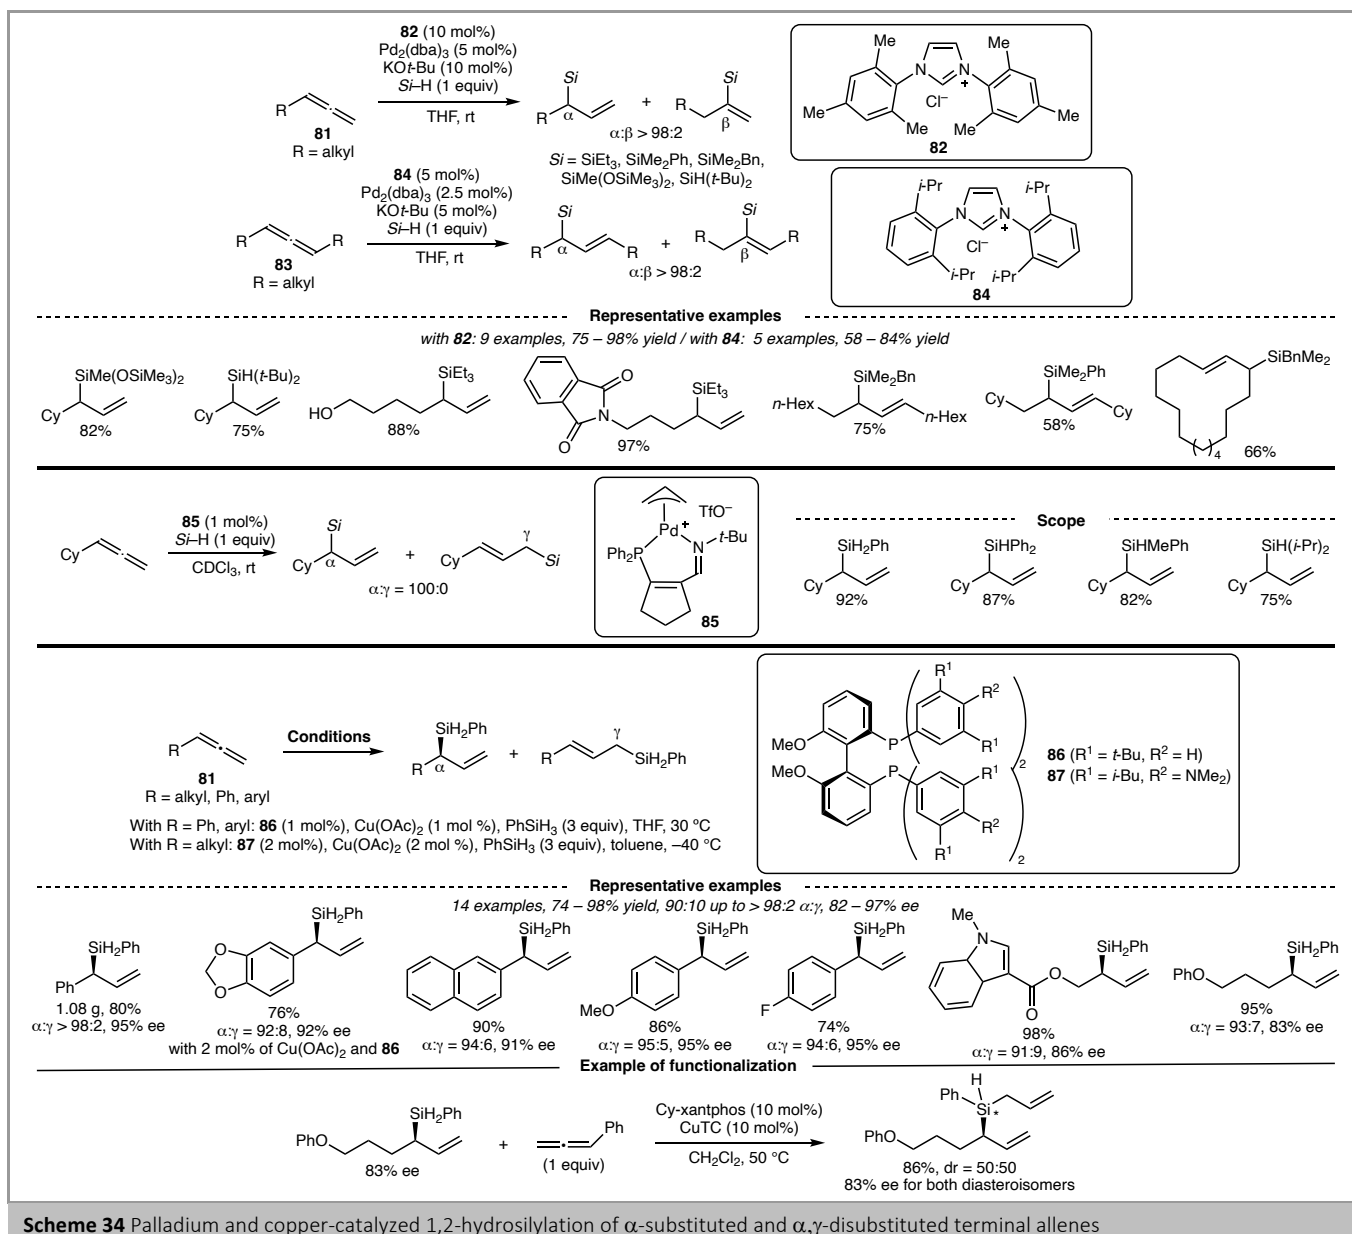 82 (10 mol%)
Pd2(dba)3 (5 mol%)
KOt-Bu (10 mol%)
Si–H (1 equiv)
THF, rt
R
81
R = alkyl
Si
R
α
+
Si
R
β
α:β > 98:2
Si = SiEt3, SiMe2Ph, SiMe2Bn,
SiMe(OSiMe3)2, SiH(t-Bu)2
Me
Me
N
N
+
Cl–
Me
Me
Me
Me
82
84 (5 mol%)
Pd2(dba)3 (2.5 mol%)
KOt-Bu (5 mol%)
Si–H (1 equiv)
THF, rt
R
R
83
R = alkyl
Si
R
α
R
+
Si
R
R
β
α:β > 98:2
i-Pr
i-Pr
N
N
+
Cl–
i-Pr
i-Pr
84
Representative examples
with 82: 9 examples, 75 – 98% yield / with 84: 5 examples, 58 – 84% yield
SiMe(OSiMe3)2
Cy
82%
SiH(t-Bu)2
Cy
75%
SiEt3
HO
88%
O
N
O
SiEt3
97%
SiMe2Bn
n-Hex
n-Hex
75%
SiMe2Ph
Cy
Cy
58%
SiBnMe2
( )4
66%
Cy
85 (1 mol%)
Si–H (1 equiv)
CDCl3, rt
Si
Cy
α
+
γ
Cy
Si
α:γ = 100:0
TfO–
Pd
+
Ph2P
N
t-Bu
85
Scope
SiH2Ph
Cy
92%
SiHPh2
Cy
87%
SiHMePh
Cy
82%
SiH(i-Pr)2
Cy
75%
R
81
R = alkyl, Ph, aryl
Conditions
SiH2Ph
R
α
+
γ
R
SiH2Ph
With R = Ph, aryl: 86 (1 mol%), Cu(OAc)2 (1 mol %), PhSiH3 (3 equiv), THF, 30 ºC
With R = alkyl: 87 (2 mol%), Cu(OAc)2 (2 mol %), PhSiH3 (3 equiv), toluene, –40 ºC
R1
R2
MeO
P
R1
2
MeO
P
R1
R2
R1
2
86 (R1 = t-Bu, R2 = H)
87 (R1 = i-Bu, R2 = NMe2)
Representative examples
14 examples, 74 – 98% yield, 90:10 up to > 98:2 α:γ, 82 – 97% ee
SiH2Ph
Ph
1.08 g, 80%
α:γ > 98:2, 95% ee
SiH2Ph
O
O
76%
α:γ = 92:8, 92% ee
with 2 mol% of Cu(OAc)2 and 86
SiH2Ph
90%
α:γ = 94:6, 91% ee
SiH2Ph
MeO
86%
α:γ = 95:5, 95% ee
SiH2Ph
F
74%
α:γ = 94:6, 95% ee
Me
N
O
O
SiH2Ph
98%
α:γ = 91:9, 86% ee
SiH2Ph
PhO
95%
α:γ = 93:7, 83% ee
Example of functionalization
SiH2Ph
PhO
83% ee
+
Ph
(1 equiv)
Cy-xantphos (10 mol%)
CuTC (10 mol%)
CH2Cl2, 50 °C
H
Ph
Si
*
PhO
86%, dr = 50:50
83% ee for both diasteroisomers
Scheme 34 Palladium and copper-catalyzed 1,2-hydrosilylation of α-substituted and α,γ-disubstituted terminal allenes